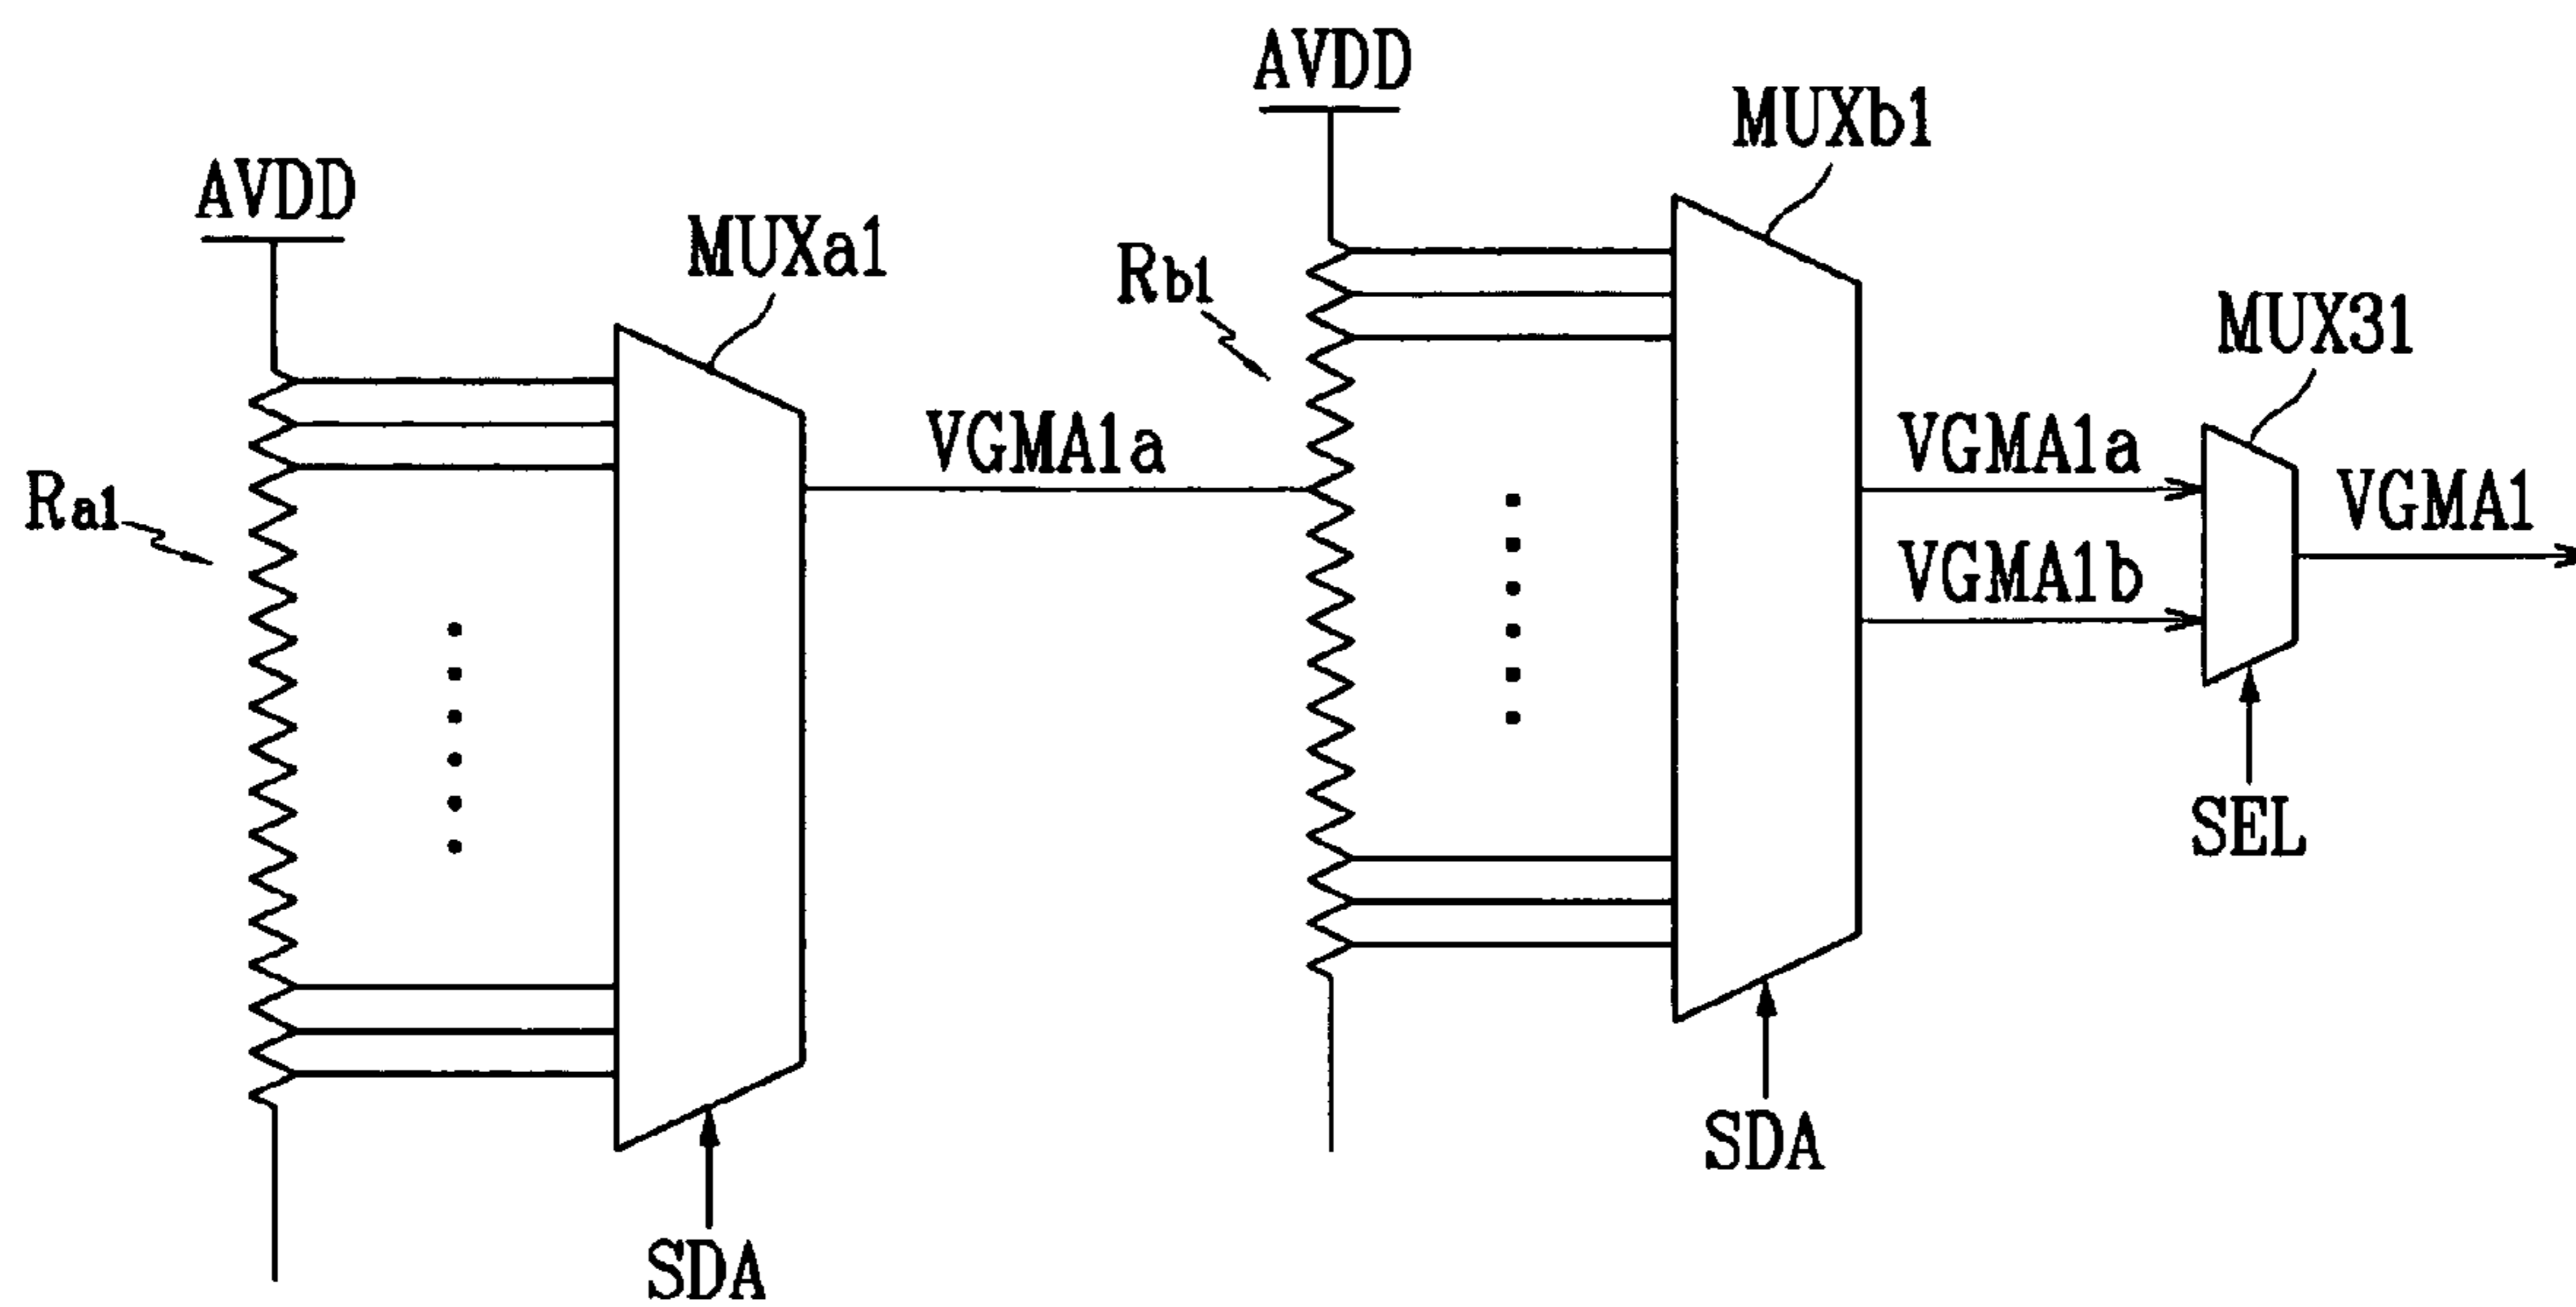 AVDD
MUXb1
AVDD
MUXa1
Rb1
MUX31
VGMA1a
VGMA1a
VGMA1
Ra1
VGMA1b
SEL
SDA
SDA